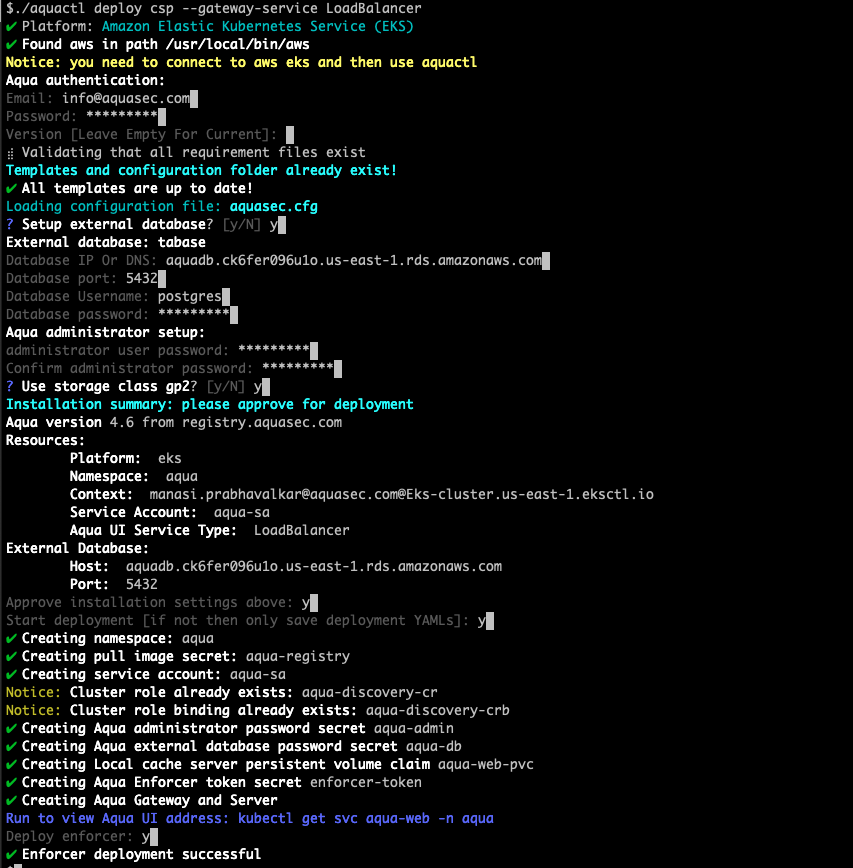 $./aquactl deploy csp --gateway-service LoadBalancer
✔ Platform: Amazon Elastic Kubernetes Service (EKS)
✔ Found aws in path /usr/local/bin/aws
Notice: you need to connect to aws eks and then use aquactl
Aqua authentication:
Email: info@aquasec.com
Password: *********
Version [Leave Empty For Current]:
⣾ Validating that all requirement files exist
Templates and configuration folder already exist!
✔ All templates are up to date!
Loading configuration file: aquasec.cfg
? Setup external database? [y/N] y
External database: tabase
Database IP Or DNS: aquadb.ck6fer096u1o.us-east-1.rds.amazonaws.com
Database port: 5432
Database Username: postgres
Database password: *********
Aqua administrator setup:
administrator user password: *********
Confirm administrator password: *********
? Use storage class gp2? [y/N] y
Installation summary: please approve for deployment
Aqua version 4.6 from registry.aquasec.com
Resources:
Platform: eks
Namespace: aqua
Context: manasi.prabhavalkar@aquasec.com@Eks-cluster.us-east-1.eksctl.io
Service Account: aqua-sa
Aqua UI Service Type: LoadBalancer
External Database:
Host: aquadb.ck6fer096u1o.us-east-1.rds.amazonaws.com
Port: 5432
Approve installation settings above: y
Start deployment [if not then only save deployment YAMLs]: y
✔ Creating namespace: aqua
✔ Creating pull image secret: aqua-registry
✔ Creating service account: aqua-sa
Notice: Cluster role already exists: aqua-discovery-cr
Notice: Cluster role binding already exists: aqua-discovery-crb
✔ Creating Aqua administrator password secret aqua-admin
✔ Creating Aqua external database password secret aqua-db
✔ Creating Local cache server persistent volume claim aqua-web-pvc
✔ Creating Aqua Enforcer token secret enforcer-token
✔ Creating Aqua Gateway and Server
Run to view Aqua UI address: kubectl get svc aqua-web -n aqua
Deploy enforcer: y
✔ Enforcer deployment successful